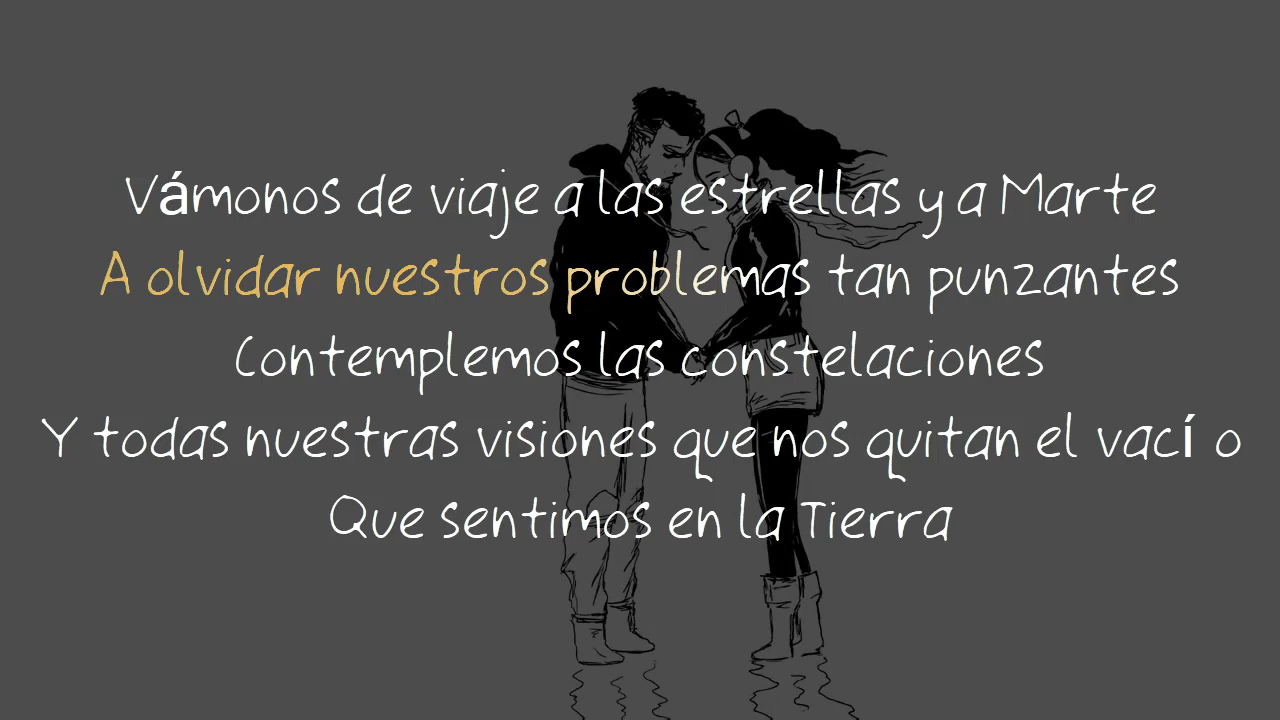 Vámonos de viaje a las estrellas y a Marte
A olvidar nuestros problemas tan punzantes
Contemplemos las constelaciones
Y todas nuestras visiones que nos quitan el vacío
Que sentimos en la Tierra